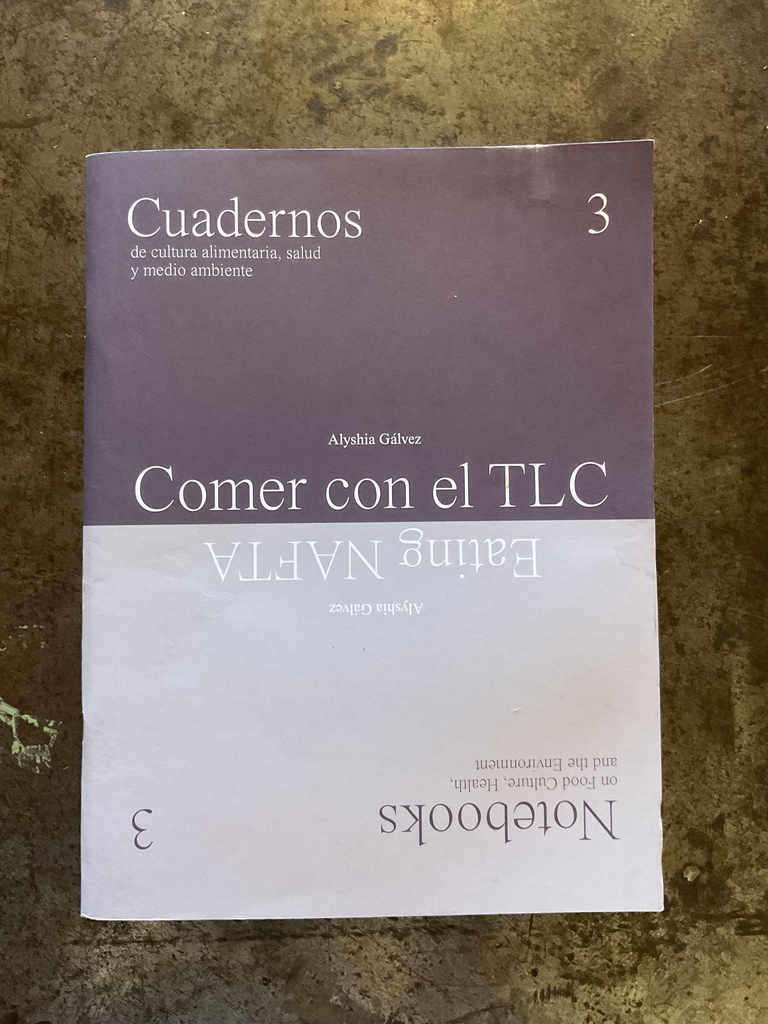 Cuadernos
3
de cultura alimentaria, salud
y medio ambiente
Alyshia Gálvez
Comer con el TLC
Eating NAFTA
Alyshia Gálvez
Notebooks
3
on Food Culture, Health,
and the Environment